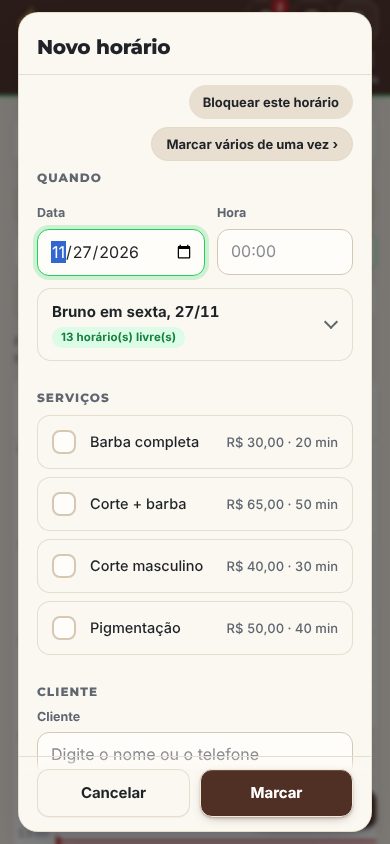 Novo horário
Bloquear este horário
Marcar vários de uma vez ›
QUANDO
Data
Hora
11/27/2026
00:00
Bruno em sexta, 27/11
13 horário(s) livre(s)
SERVIÇOS
Barba completa R$ 30,00 · 20 min
Corte + barba R$ 65,00 · 50 min
Corte masculino R$ 40,00 · 30 min
Pigmentação R$ 50,00 · 40 min
CLIENTE
Cliente
Digite o nome ou o telefone
Cancelar
Marcar